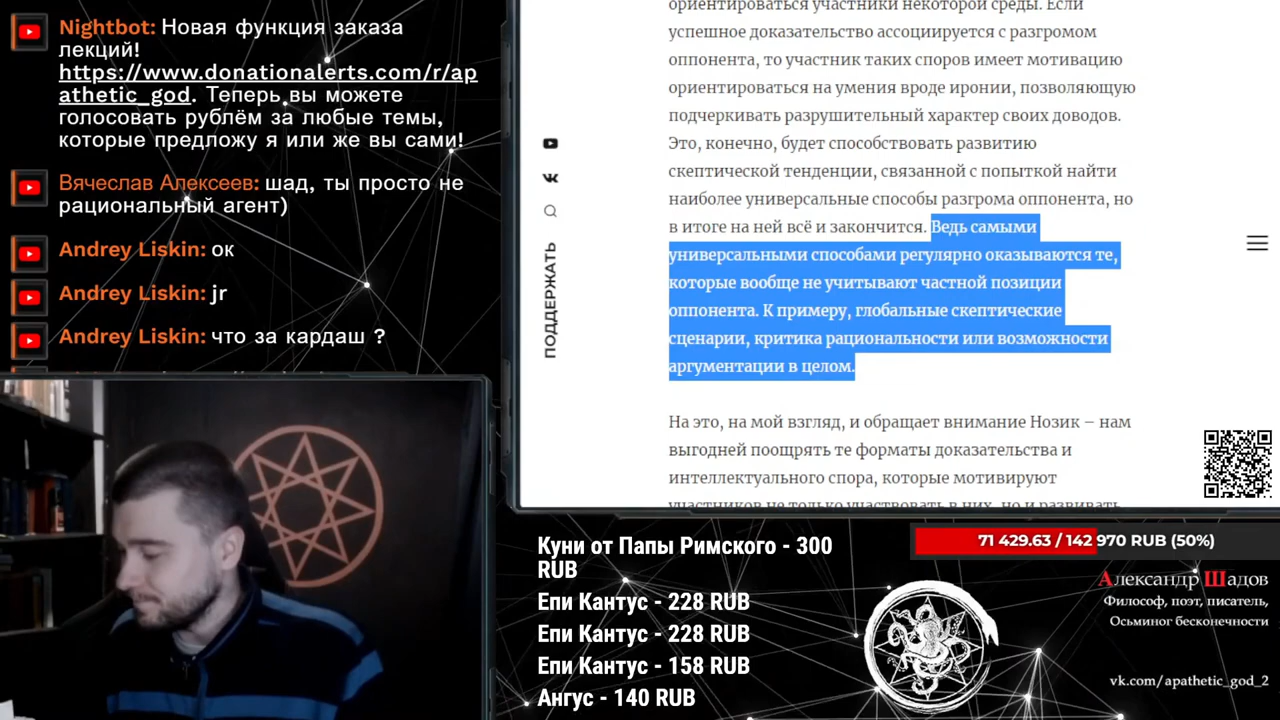 Nightbot: Новая функция заказа
лекций!
https://www.donationalerts.com/r/ap
athetic_god. Теперь вы можете
голосовать рублём за любые темы,
которые предложу я или же вы сами!
Вячеслав Алексеев: шад, ты просто не
рациональный агент)
Andrey Liskin: ок
Andrey Liskin: jr
Andrey Liskin: что за кардаш ?
ориентироваться участники некоторой среды. Если
успешное доказательство ассоциируется с разгромом
оппонента, то участник таких споров имеет мотивацию
ориентироваться на умения вроде иронии, позволяющую
подчеркивать разрушительный характер своих доводов.
Это, конечно, будет способствовать развитию
скептической тенденции, связанной с попыткой найти
наиболее универсальные способы разгрома оппонента, но
в итоге на ней всё и закончится. Ведь самыми
универсальными способами регулярно оказываются те,
которые вообще не учитывают частной позиции
оппонента. К примеру, глобальные скептические
сценарии, критика рациональности или возможности
аргументации в целом.
На это, на мой взгляд, и обращает внимание Нозик – нам
выгодней поощрять те форматы доказательства и
интеллектуального спора, которые мотивируют
участников не только участвовать в них, но и развивать
ПОДДЕРЖАТЬ
Куни от Папы Римского - 300
RUB
Епи Кантус - 228 RUB
Епи Кантус - 228 RUB
Епи Кантус - 158 RUB
Ангус - 140 RUB
71 429.63 / 142 970 RUB (50%)
Александр Шадов
Философ, поэт, писатель,
Осьминог бесконечности
vk.com/apathetic_god_2